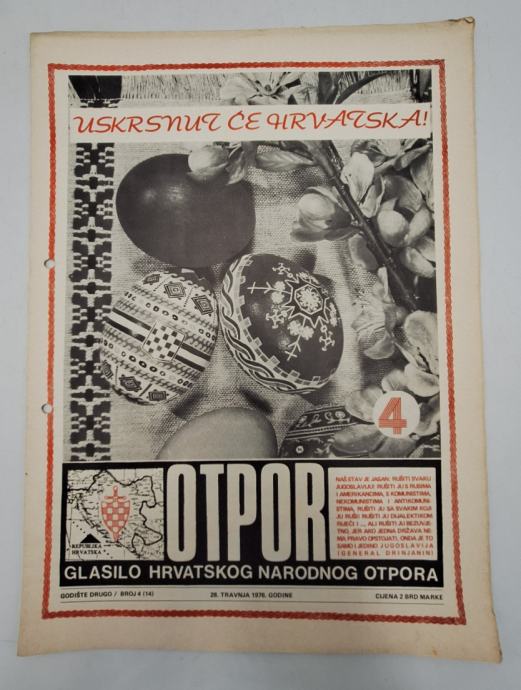 USKRSNUT ĆE HRVATSKA!
4
REPUBLIKA
HRVATSKA
OTPOR
NAŠ STAV JE JASAN: RUŠITI SVAKU
JUGOSLAVIJU! RUŠITI JU S RUSIMA
I AMERIKANCIMA, S KOMUNISTIMA,
NEKOMUNISTIMA I ANTIKOMUNI-
STIMA, RUŠITI JU SA SVAKIM KOJI
JU RUŠI! RUŠITI JU DIJALEKTIKOM
RIJEČI I ..., ALI RUŠITI JU BEZUVJE-
TNO, JER AKO JEDNA DRŽAVA NE-
MA PRAVO OPSTOJATI, ONDA JE TO
SAMO I JEDINO JUGOSLAVIJA
(GENERAL DRINJANIN)
GLASILO HRVATSKOG NARODNOG OTPORA
GODIŠTE DRUGO / BROJ 4 (14)
28. TRAVNJA 1976. GODINE
CIJENA 2 BRD MARKE